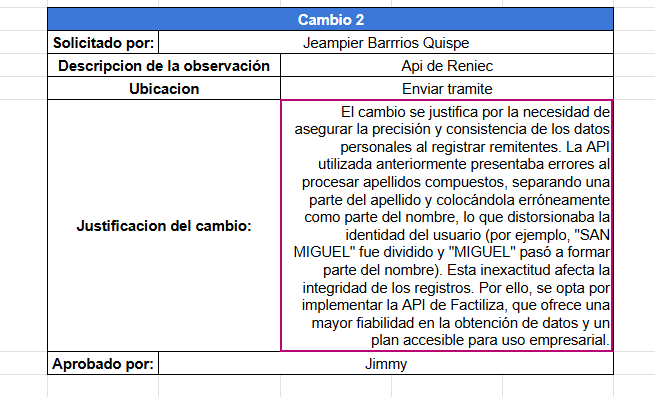 Cambio 2
Solicitado por: Jeampier Barrrios Quispe
Descripcion de la observación Api de Reniec
Ubicacion Enviar tramite
Justificacion del cambio:
El cambio se justifica por la necesidad de
asegurar la precisión y consistencia de los datos
personales al registrar remitentes. La API
utilizada anteriormente presentaba errores al
procesar apellidos compuestos, separando una
parte del apellido y colocándola erróneamente
como parte del nombre, lo que distorsionaba la
identidad del usuario (por ejemplo, "SAN
MIGUEL" fue dividido y "MIGUEL" pasó a formar
parte del nombre). Esta inexactitud afecta la
integridad de los registros. Por ello, se opta por
implementar la API de Factiliza, que ofrece una
mayor fiabilidad en la obtención de datos y un
plan accesible para uso empresarial.
Aprobado por: Jimmy